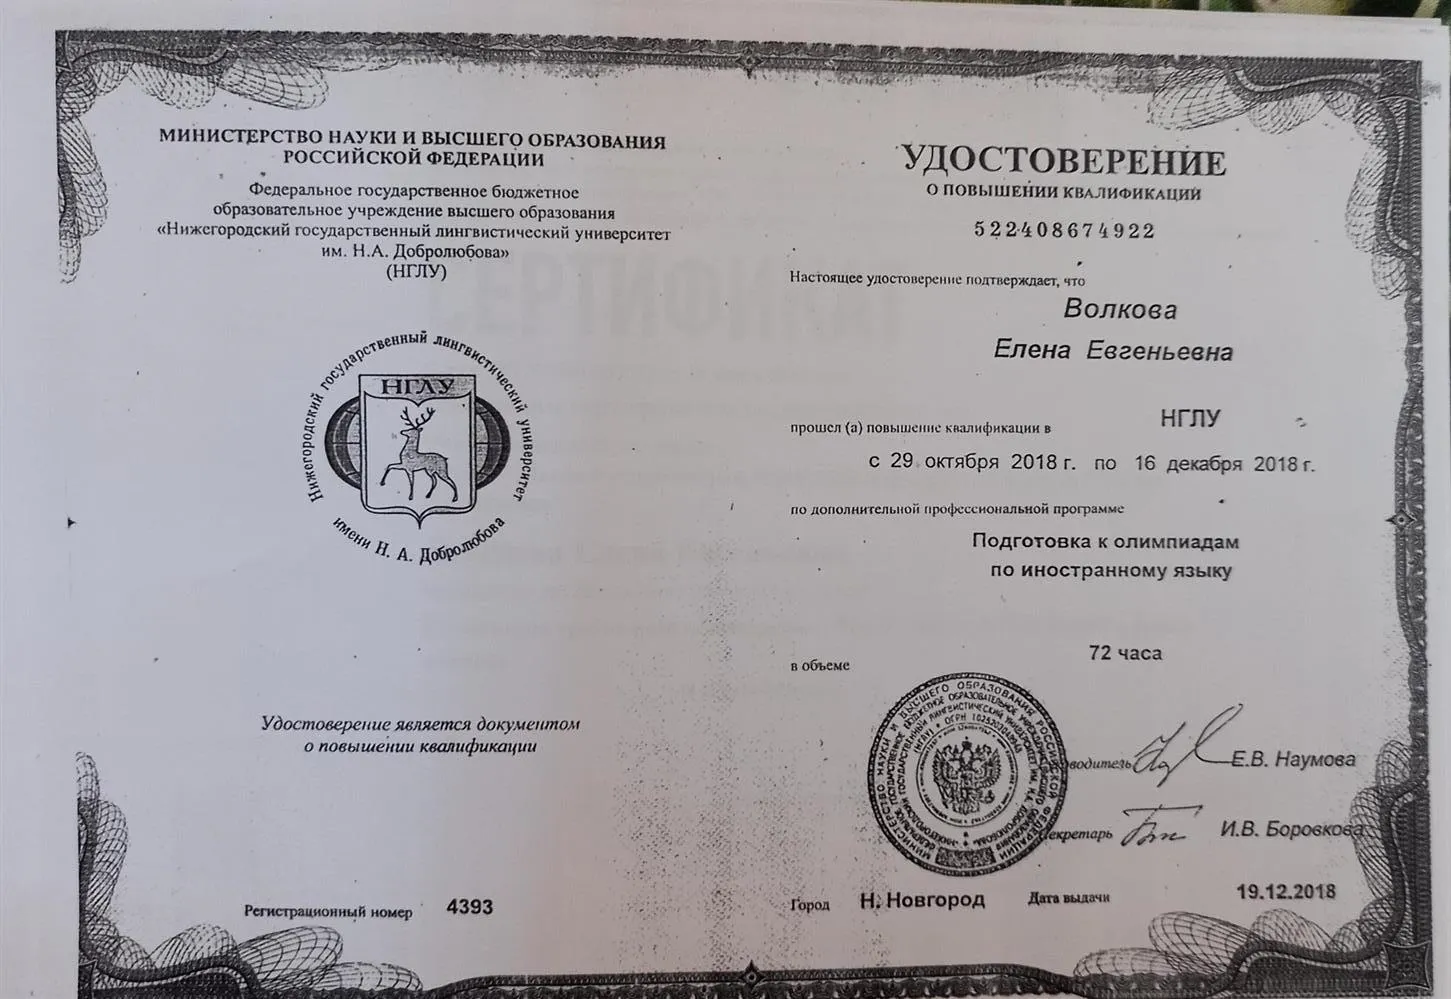 МИНИСТЕРСТВО НАУКИ И ВЫСШЕГО ОБРАЗОВАНИЯ
РОССИЙСКОЙ ФЕДЕРАЦИИ
Федеральное государственное бюджетное
образовательное учреждение высшего образования
«Нижегородский государственный лингвистический университет
им. Н.А. Добролюбова»
(НГЛУ)
Нижегородский государственный лингвистический университет
НГЛУ
имени Н. А. Добролюбова
Удостоверение является документом
о повышении квалификации
Регистрационный номер 4393
УДОСТОВЕРЕНИЕ
О ПОВЫШЕНИИ КВАЛИФИКАЦИИ
522408674922
Настоящее удостоверение подтверждает, что
Волкова
Елена Евгеньевна
прошел (а) повышение квалификации в НГЛУ
с 29 октября 2018 г. по 16 декабря 2018 г.
по дополнительной профессиональной программе
Подготовка к олимпиадам
по иностранному языку
в объеме 72 часа
водитель Е.В. Наумова
екретарь И.В. Боровкова
Город Н. Новгород Дата выдачи 19.12.2018
СЕРТИФИКАТ